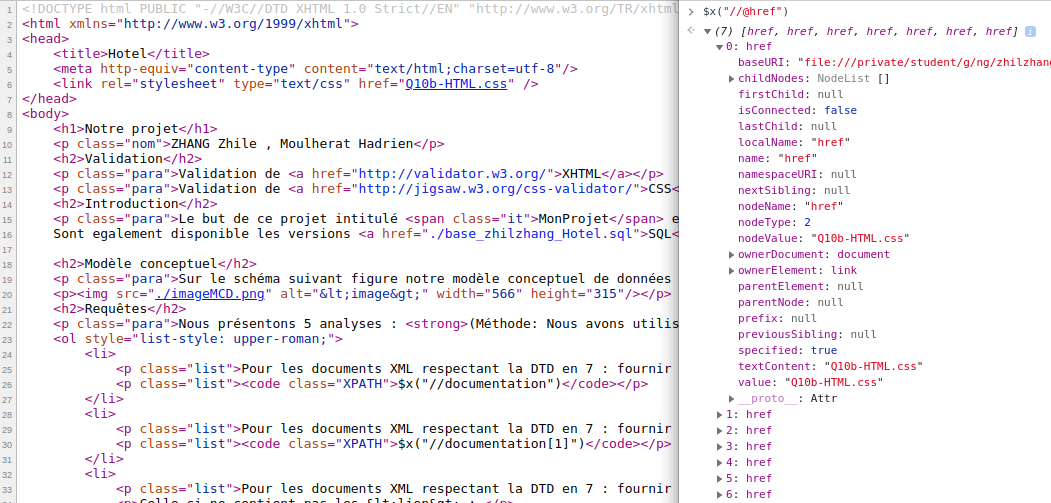 1 <!DOCTYPE html PUBLIC "-//W3C//DTD XHTML 1.0 Strict//EN" "http://www.w3.org/TR/xhtml
2 <html xmlns="http://www.w3.org/1999/xhtml">
3 <head>
4 <title>Hotel</title>
5 <meta http-equiv="content-type" content="text/html;charset=utf-8"/>
6 <link rel="stylesheet" type="text/css" href="Q10b-HTML.css" />
7 </head>
8 <body>
9 <h1>Notre projet</h1>
10 <p class="nom">ZHANG Zhile , Moulherat Hadrien</p>
11 <h2>Validation</h2>
12 <p class="para">Validation de <a href="http://validator.w3.org/">XHTML</a></p>
13 <p class="para">Validation de <a href="http://jigsaw.w3.org/css-validator/">CSS<
14 <h2>Introduction</h2>
15 <p class="para">Le but de ce projet intitulé <span class="it">MonProjet</span> e
16 Sont egalement disponible les versions <a href="./base_zhilzhang_Hotel.sql">SQL<
17
18 <h2>Modèle conceptuel</h2>
19 <p class="para">Sur le schéma suivant figure notre modèle conceptuel de données
20 <p><img src="./imageMCD.png" alt="&lt;image&gt;" width="566" height="315"/></p>
21 <h2>Requêtes</h2>
22 <p class="para">Nous présentons 5 analyses : <strong>(Méthode: Nous avons utilis
23 <ol style="list-style: upper-roman;">
24 <li>
25 <p class="list">Pour les documents XML respectant la DTD en 7 : fournir
26 <p class="list"><code class="XPATH">$x("//documentation")</code></p>
27 </li>
28 <li>
29 <p class="list">Pour les documents XML respectant la DTD en 7 : fournir
30 <p class="list"><code class="XPATH">$x("//documentation[1]")</code></p>
31 </li>
32 <li>
33 <p class="list">Pour les documents XML respectant la DTD en 7 : fournir
$x("//@href")
(7) [href, href, href, href, href, href, href]
0: href
baseURI: "file:///private/student/g/ng/zhilzhang
childNodes: NodeList []
firstChild: null
isConnected: false
lastChild: null
localName: "href"
name: "href"
namespaceURI: null
nextSibling: null
nodeName: "href"
nodeType: 2
nodeValue: "Q10b-HTML.css"
ownerDocument: document
ownerElement: link
parentElement: null
parentNode: null
prefix: null
previousSibling: null
specified: true
textContent: "Q10b-HTML.css"
value: "Q10b-HTML.css"
__proto__: Attr
1: href
2: href
3: href
4: href
5: href
6: href